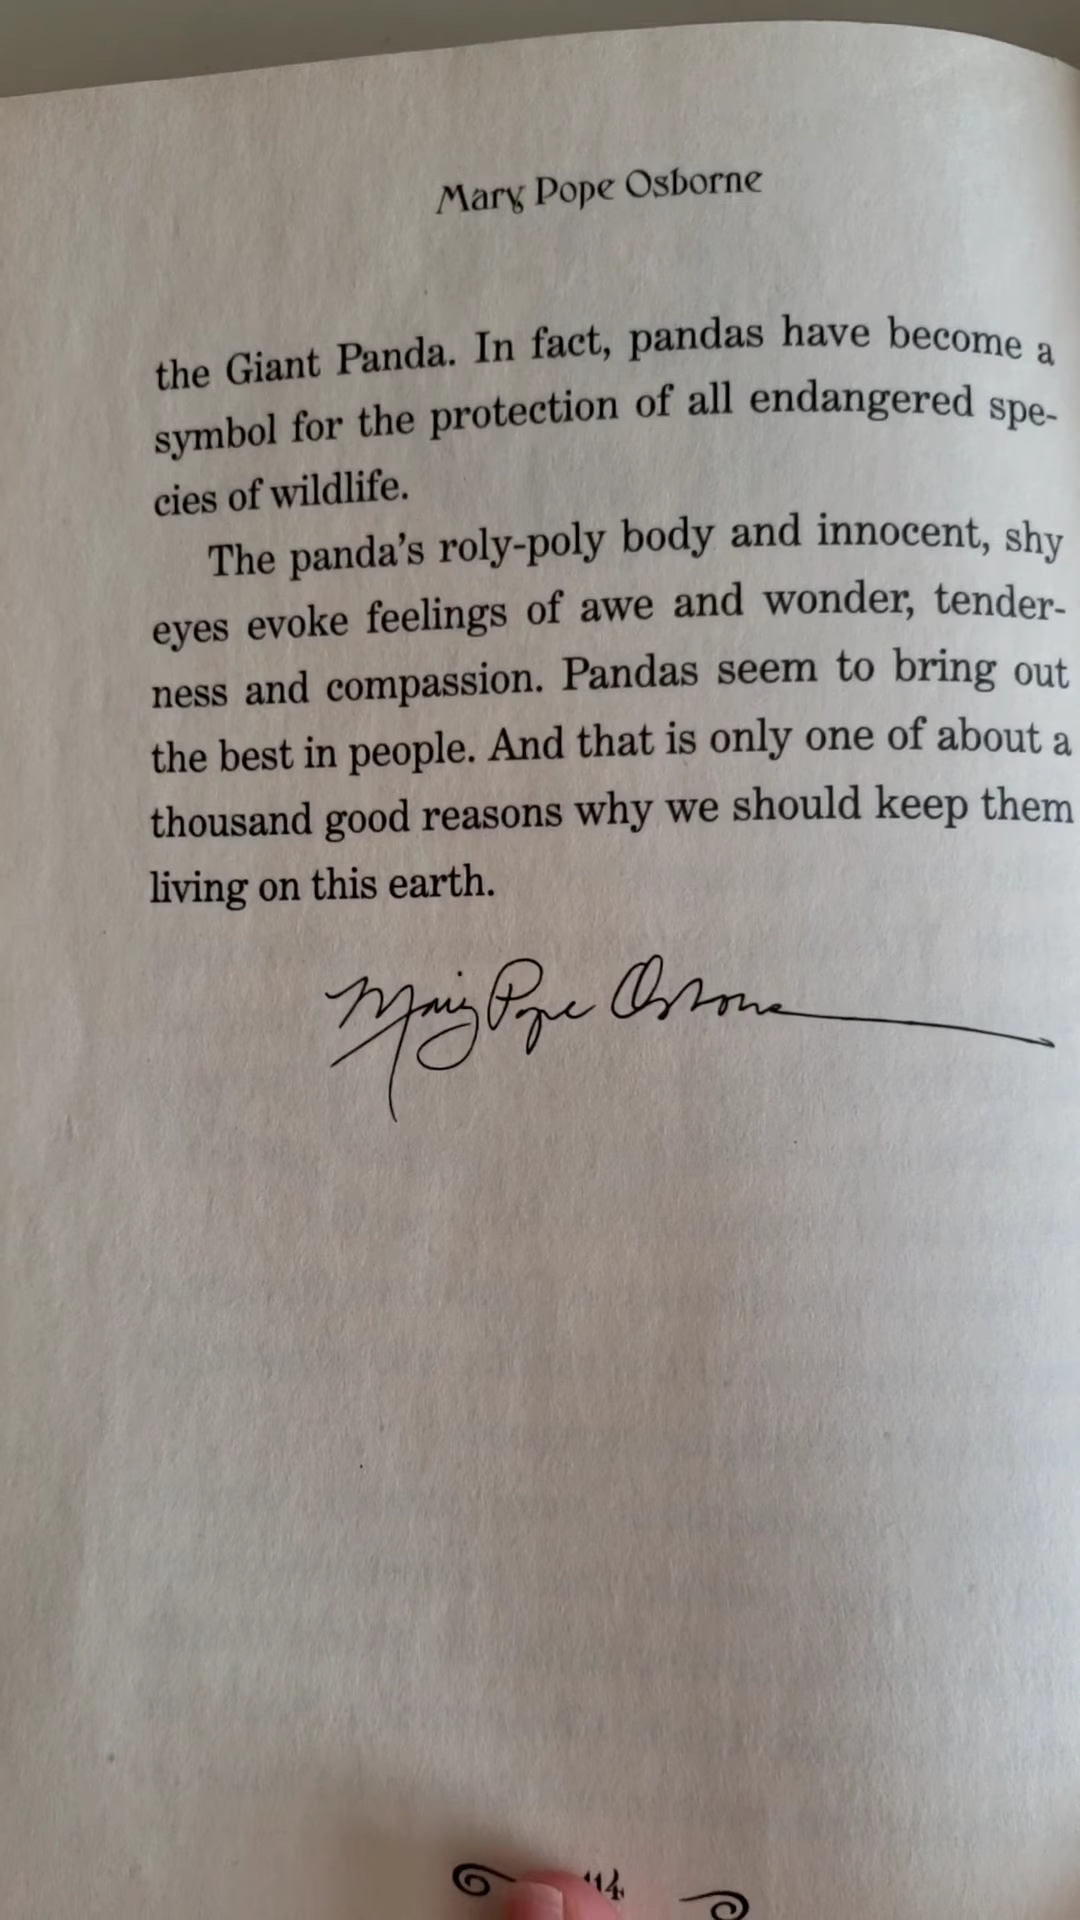 Mary Pope Osborne
the Giant Panda. In fact, pandas have become a
symbol for the protection of all endangered spe-
cies of wildlife.
The panda's roly-poly body and innocent, shy
eyes evoke feelings of awe and wonder, tender-
ness and compassion. Pandas seem to bring out
the best in people. And that is only one of about a
thousand good reasons why we should keep them
living on this earth.
Mary Pope Osborne